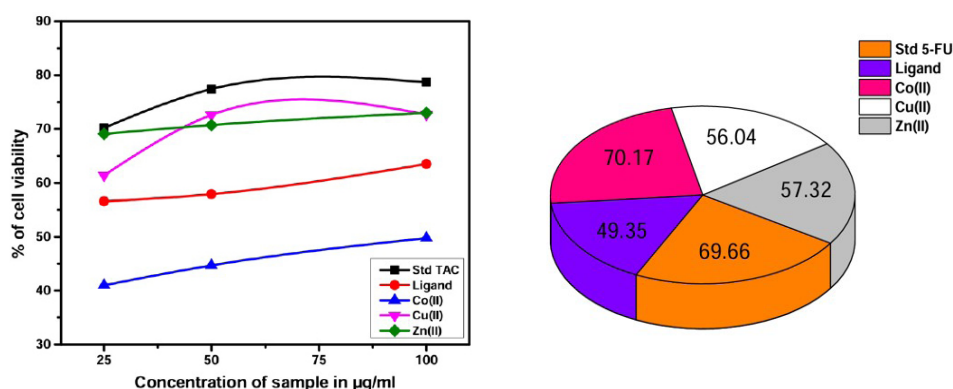 90
80
70
60
50
40
30
% of cell viability
25
50
75
100
Concentration of sample in µg/ml
Std TAC
Ligand
Co(II)
Cu(II)
Zn(II)
Std 5-FU
Ligand
Co(II)
Cu(II)
Zn(II)
56.04
70.17
57.32
49.35
69.66